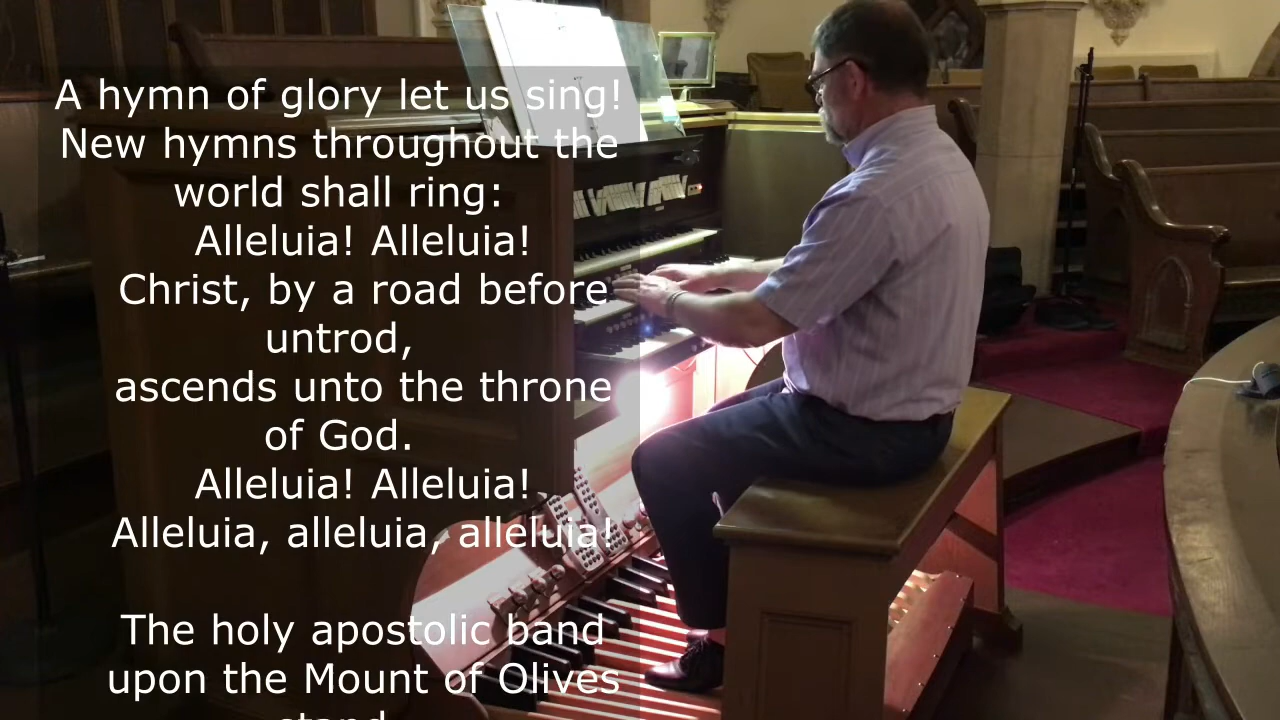 A hymn of glory let us sing!
New hymns throughout the
world shall ring:
Alleluia! Alleluia!
Christ, by a road before
untrod,
ascends unto the throne
of God.
Alleluia! Alleluia!
Alleluia, alleluia, alleluia!
The holy apostolic band
upon the Mount of Olives
stand